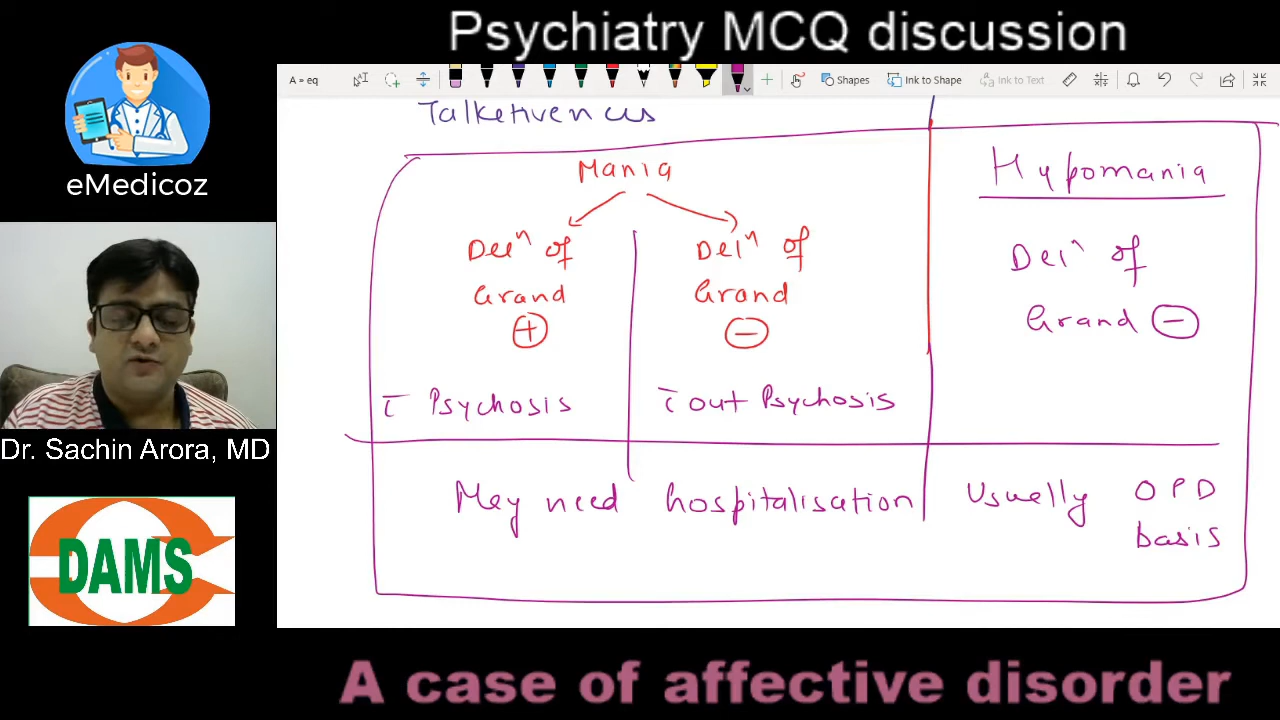 Psychiatry MCQ discussion
eMedicoz
A = eq
Shapes
Ink to Shape
Ink to Text
Talketivenus
Mania
Hypomania
Delⁿ of
Grand
+
Delⁿ of
Grand
−
Delⁿ of
Grand −
c̄ Psychosis
c̄ out Psychosis
May need hospitalisation
Usually OPD
basis
Dr. Sachin Arora, MD
DAMS
A case of affective disorder